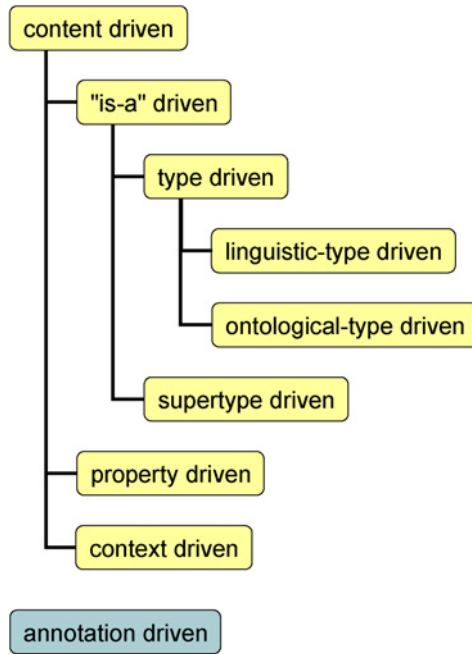 content driven
"is-a" driven
type driven
linguistic-type driven
ontological-type driven
supertype driven
property driven
context driven
annotation driven